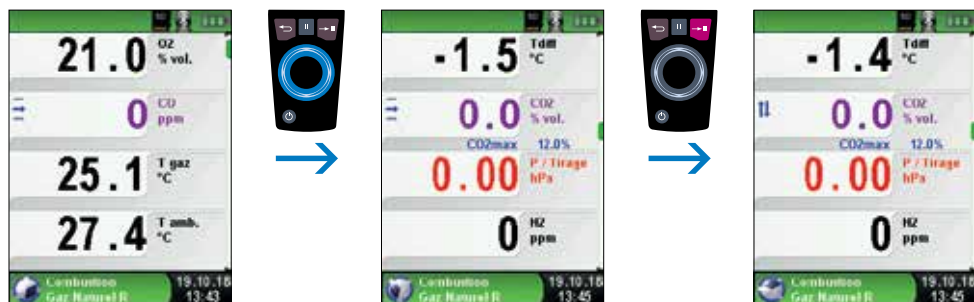 21.0 O2 % vol.
0 CO ppm
25.1 T gaz °C
27.4 T amb. °C
Combustion 19.10.15
Gaz Naturel R 13:43
-1.5 Tdiff °C
0.0 CO2 % vol.
CO2max 12.0%
0.00 P / Tirage hPa
0 H2 ppm
Combustion 19.10.15
Gaz Naturel R 13:45
-1.4 Tdiff °C
0.0 CO2 % vol.
CO2max 12.0%
0.00 P / Tirage hPa
0 H2 ppm
Combustion 19.10.15
Gaz Naturel R 13:45